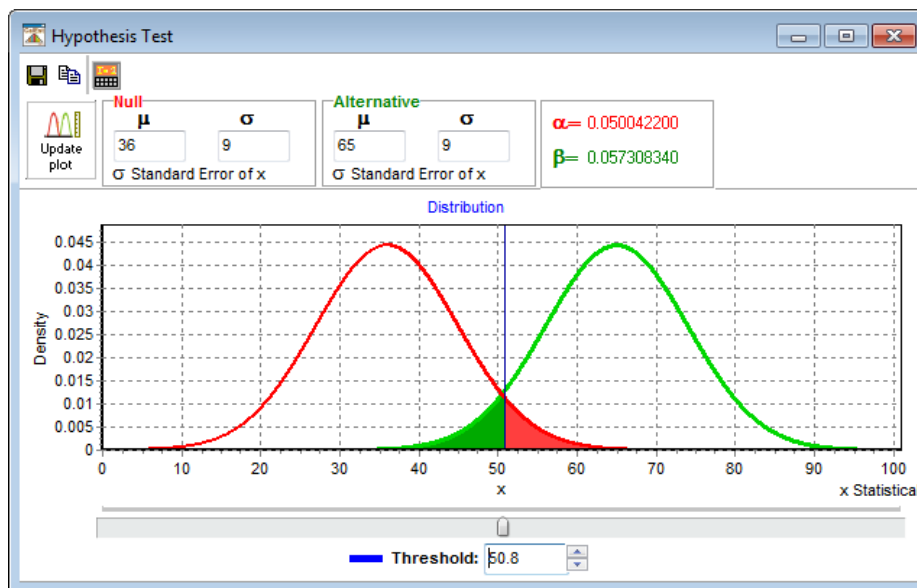 Hypothesis Test
Null
Alternative
μ σ
μ σ
α= 0.050042200
Update
plot
36 9
65 9
β= 0.057308340
σ Standard Error of x
σ Standard Error of x
Distribution
0.045
0.04
0.035
0.03
0.025
0.02
0.015
0.01
0.005
0
Density
0 10 20 30 40 50 60 70 80 90 100
x
x Statistical
Threshold: 50.8